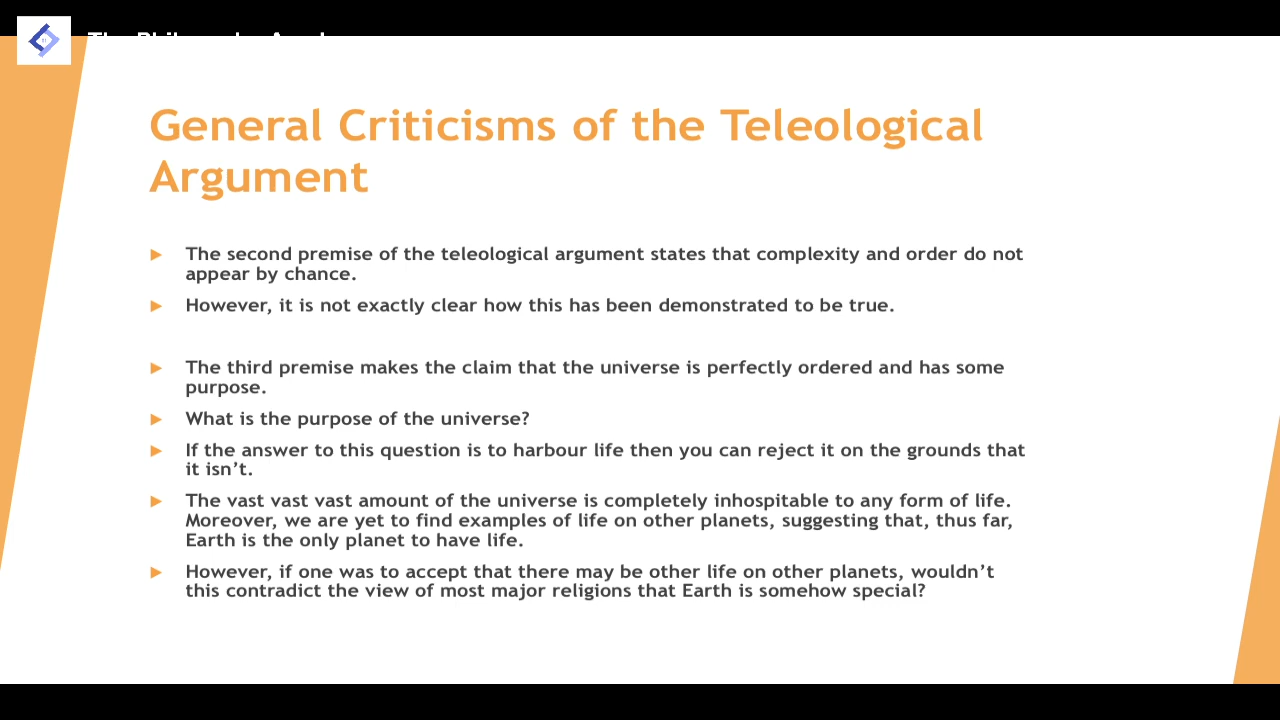 The
General Criticisms of the Teleological
Argument
► The second premise of the teleological argument states that complexity and order do not
appear by chance.
► However, it is not exactly clear how this has been demonstrated to be true.
► The third premise makes the claim that the universe is perfectly ordered and has some
purpose.
► What is the purpose of the universe?
► If the answer to this question is to harbour life then you can reject it on the grounds that
it isn’t.
► The vast vast vast amount of the universe is completely inhospitable to any form of life.
Moreover, we are yet to find examples of life on other planets, suggesting that, thus far,
Earth is the only planet to have life.
► However, if one was to accept that there may be other life on other planets, wouldn’t
this contradict the view of most major religions that Earth is somehow special?